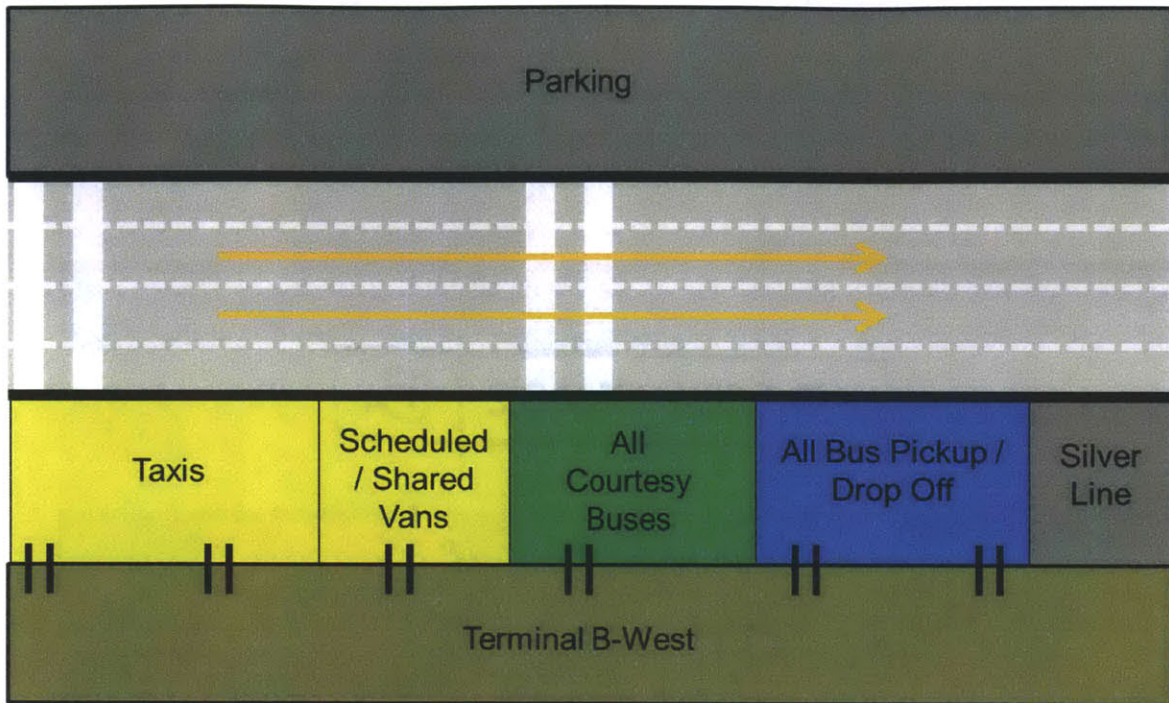 Parking
Taxis
Scheduled
/ Shared
Vans
All
Courtesy
Buses
All Bus Pickup /
Drop Off
Silver
Line
Terminal B-West